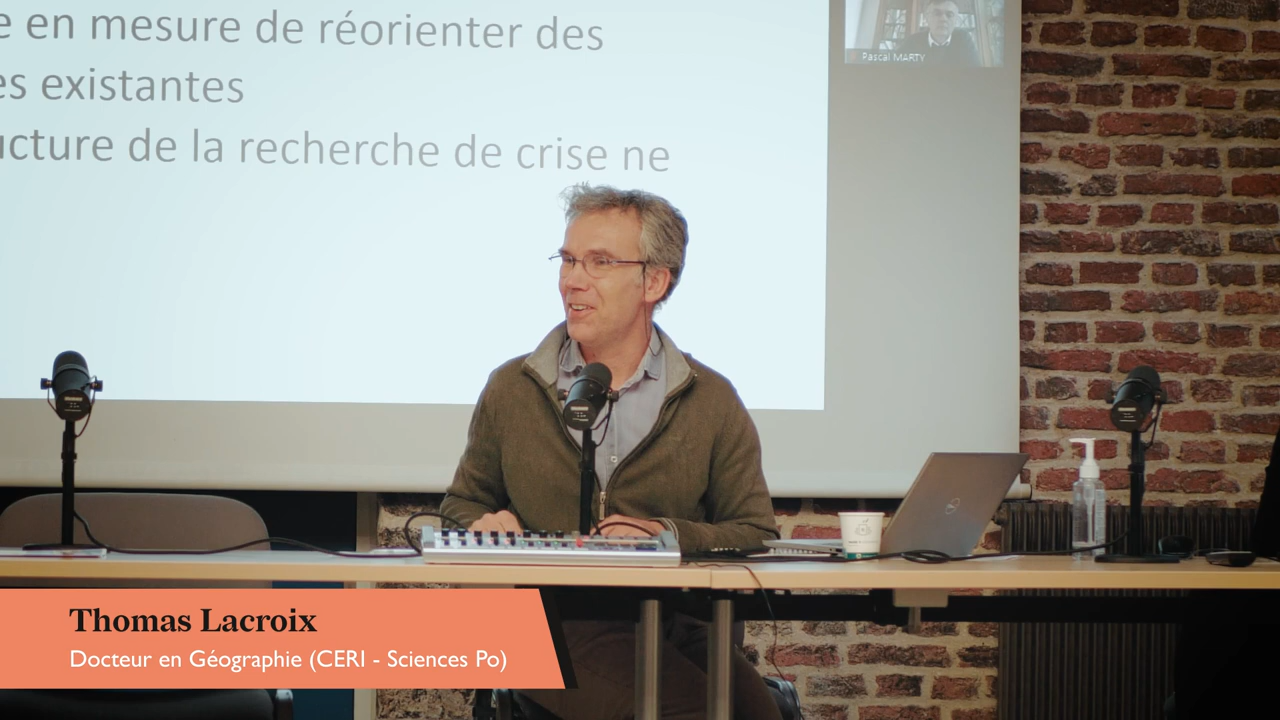 e en mesure de réorienter des
es existantes
ucture de la recherche de crise ne
Pascal MARTY
Thomas Lacroix
Docteur en Géographie (CERI - Sciences Po)